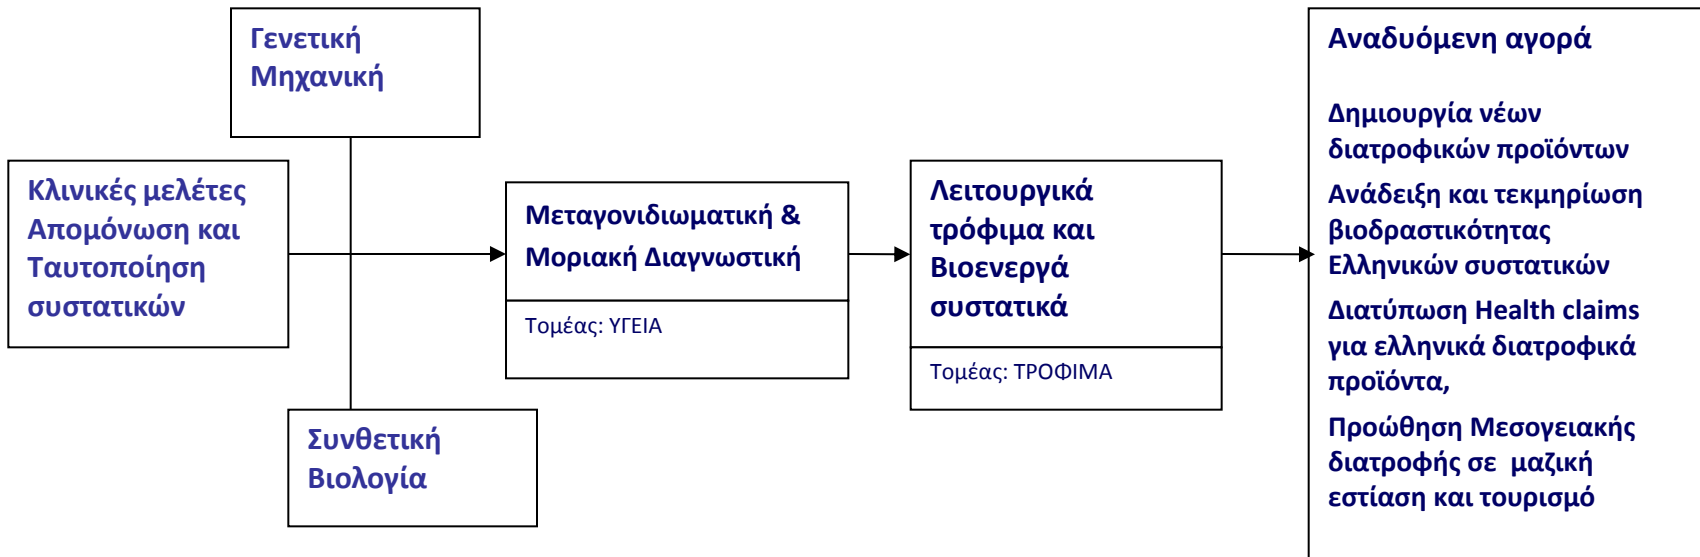 Γενετική
Μηχανική
Κλινικές μελέτες
Απομόνωση και
Ταυτοποίηση
συστατικών
Συνθετική
Βιολογία
Μεταγονιδιωματική &
Μοριακή Διαγνωστική
Τομέας: ΥΓΕΙΑ
Λειτουργικά
τρόφιμα και
Βιοενεργά
συστατικά
Τομέας: ΤΡΟΦΙΜΑ
Αναδυόμενη αγορά
Δημιουργία νέων
διατροφικών προϊόντων
Ανάδειξη και τεκμηρίωση
βιοδραστικότητας
Ελληνικών συστατικών
Διατύπωση Health claims
για ελληνικά διατροφικά
προϊόντα,
Προώθηση Μεσογειακής
διατροφής σε μαζική
εστίαση και τουρισμό